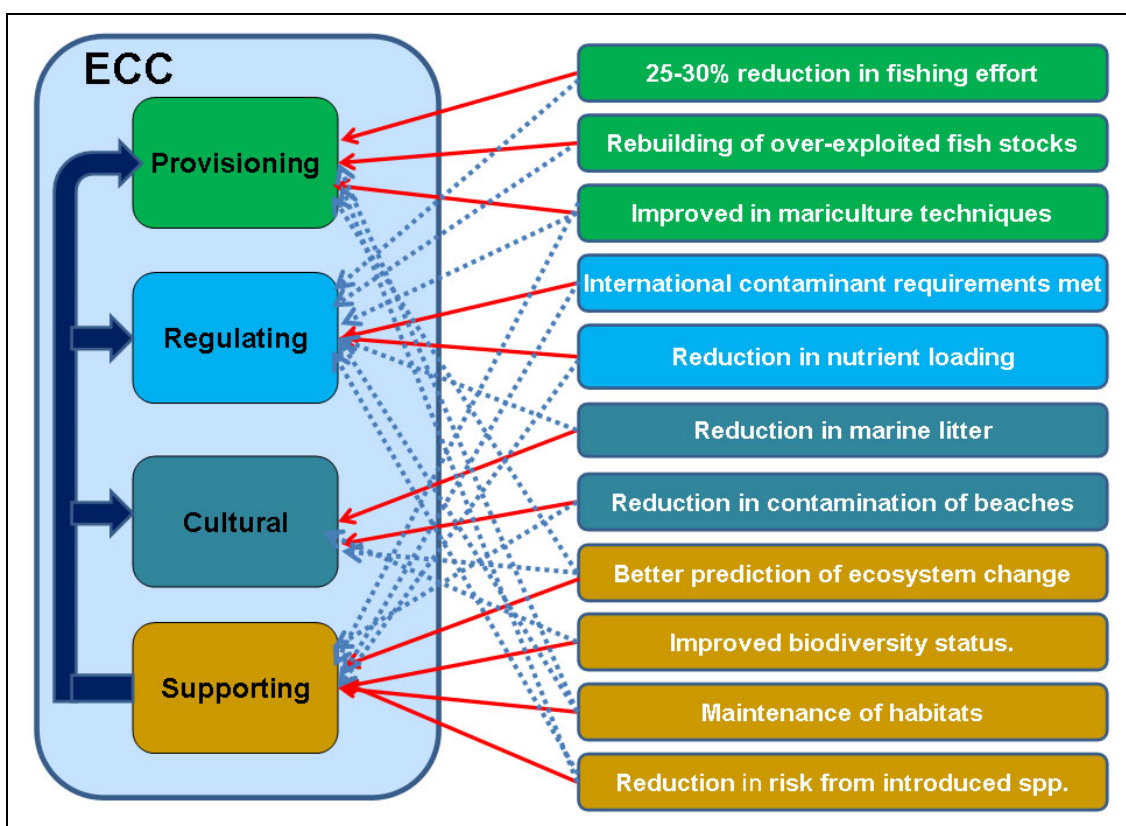 ECC
Provisioning
Regulating
Cultural
Supporting
25-30% reduction in fishing effort
Rebuilding of over-exploited fish stocks
Improved in mariculture techniques
International contaminant requirements met
Reduction in nutrient loading
Reduction in marine litter
Reduction in contamination of beaches
Better prediction of ecosystem change
Improved biodiversity status.
Maintenance of habitats
Reduction in risk from introduced spp.